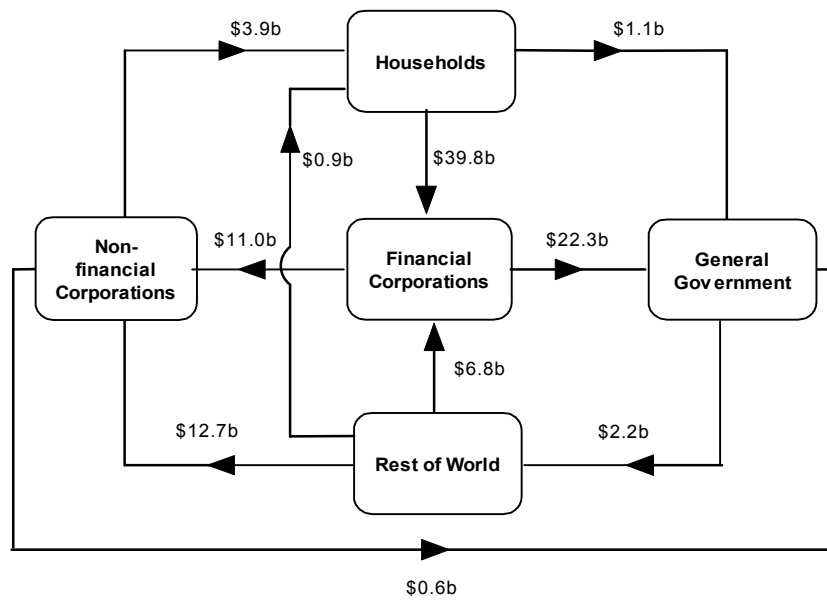 $3.9b
$1.1b
Households
$0.9b
$39.8b
Non-
financial
Corporations
$11.0b
Financial
Corporations
$22.3b
General
Government
$6.8b
$12.7b
$2.2b
Rest of World
$0.6b